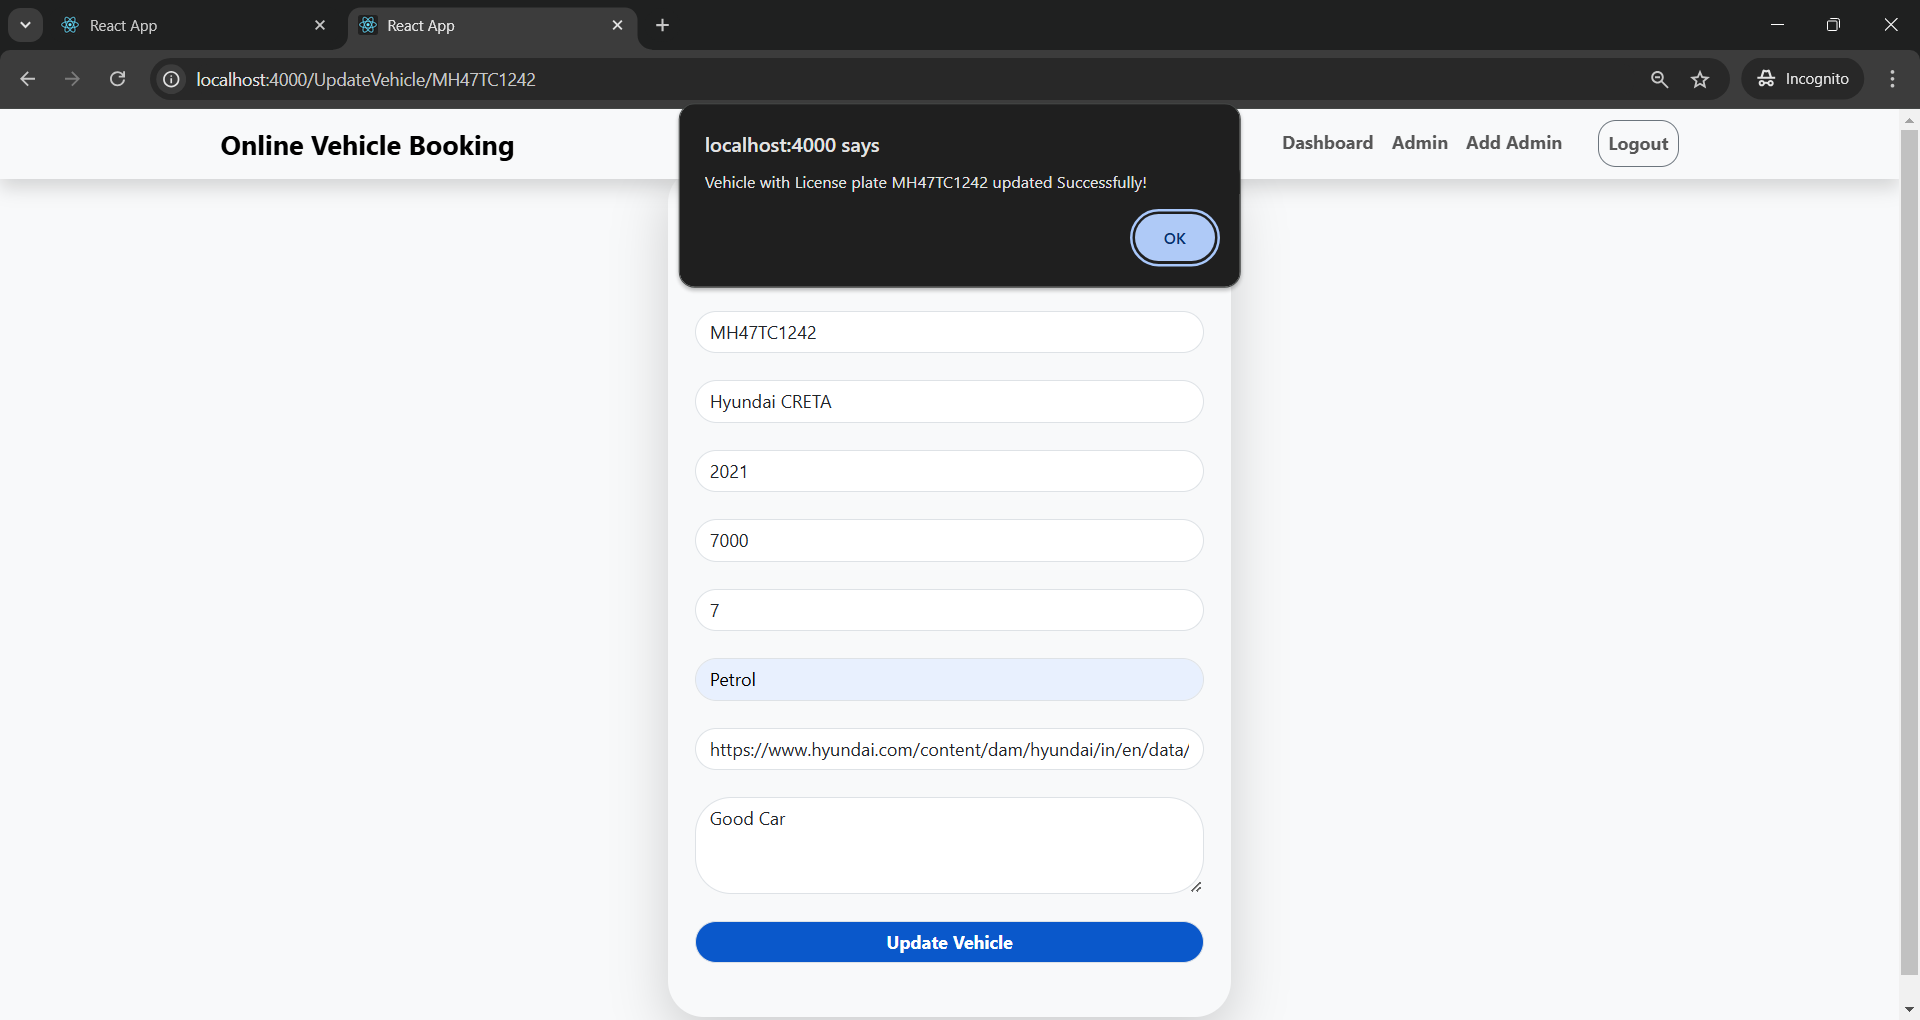 React App
React App
localhost:4000/UpdateVehicle/MH47TC1242
Incognito
Online Vehicle Booking
Dashboard Admin Add Admin Logout
localhost:4000 says
Vehicle with License plate MH47TC1242 updated Successfully!
OK
MH47TC1242
Hyundai CRETA
2021
7000
7
Petrol
https://www.hyundai.com/content/dam/hyundai/in/en/data/
Good Car
Update Vehicle